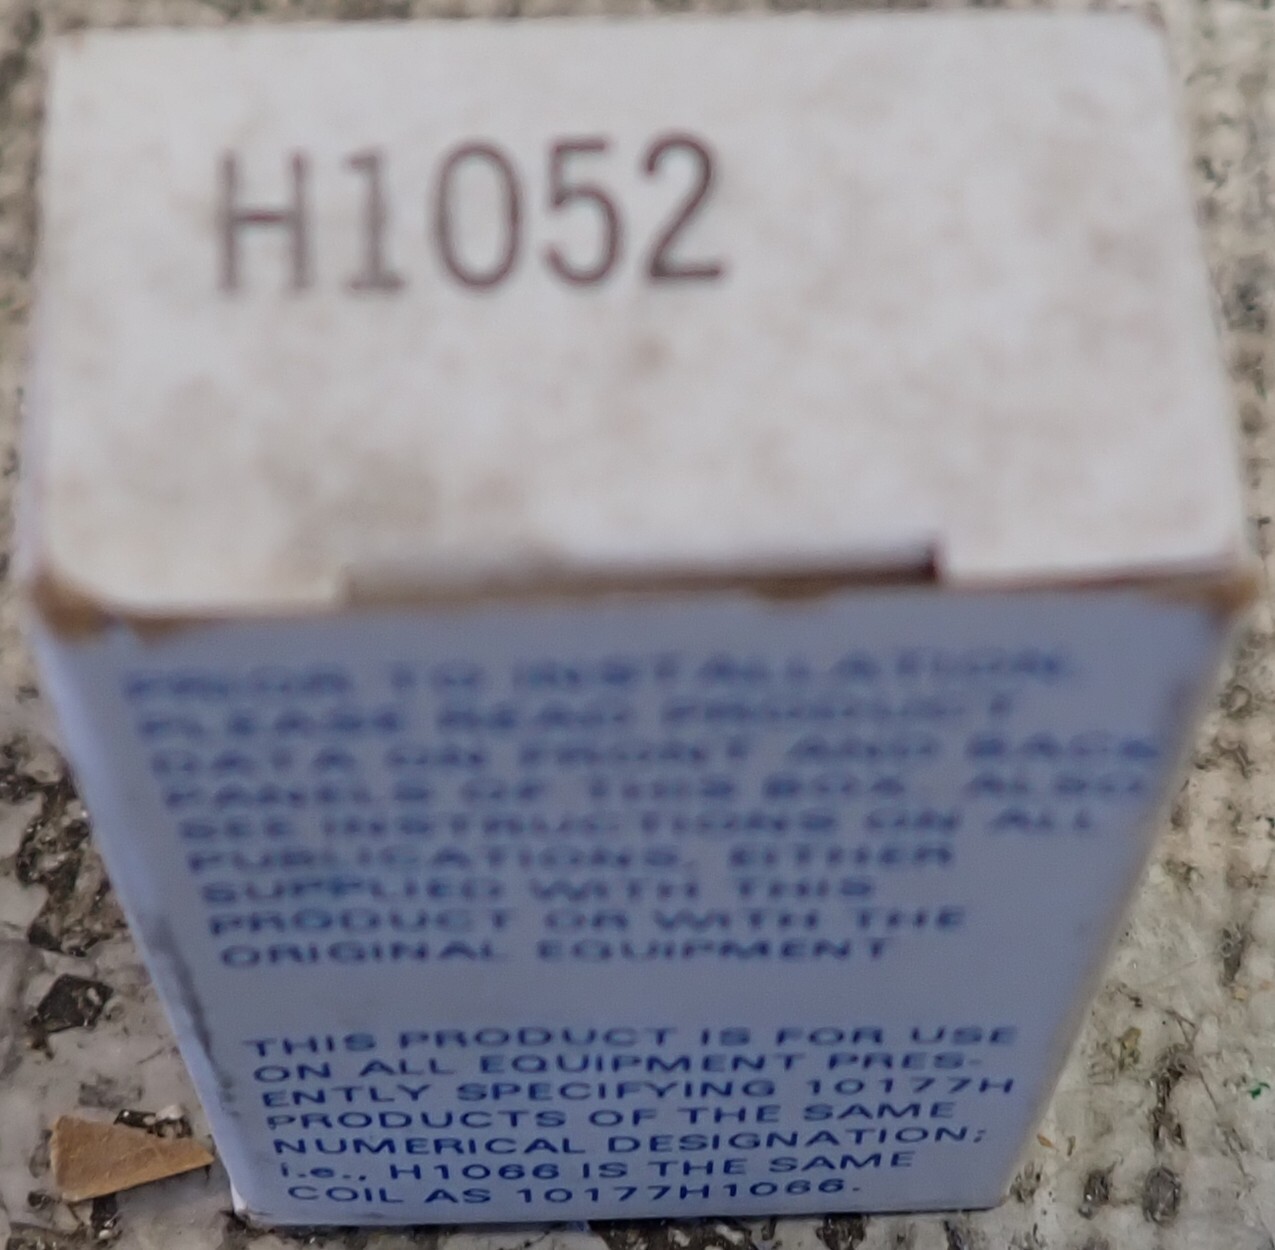 H1052
PRIOR TO INSTALLATION
PLEASE READ PRODUCT
DATA ON FRONT AND BACK
PANELS OF THIS BOX. ALSO
SEE INSTRUCTIONS ON ALL
PUBLICATIONS, EITHER
SUPPLIED WITH THIS
PRODUCT OR WITH THE
ORIGINAL EQUIPMENT
THIS PRODUCT IS FOR USE
ON ALL EQUIPMENT PRES-
ENTLY SPECIFYING 10177H
PRODUCTS OF THE SAME
NUMERICAL DESIGNATION;
i.e., H1066 IS THE SAME
COIL AS 10177H1066.